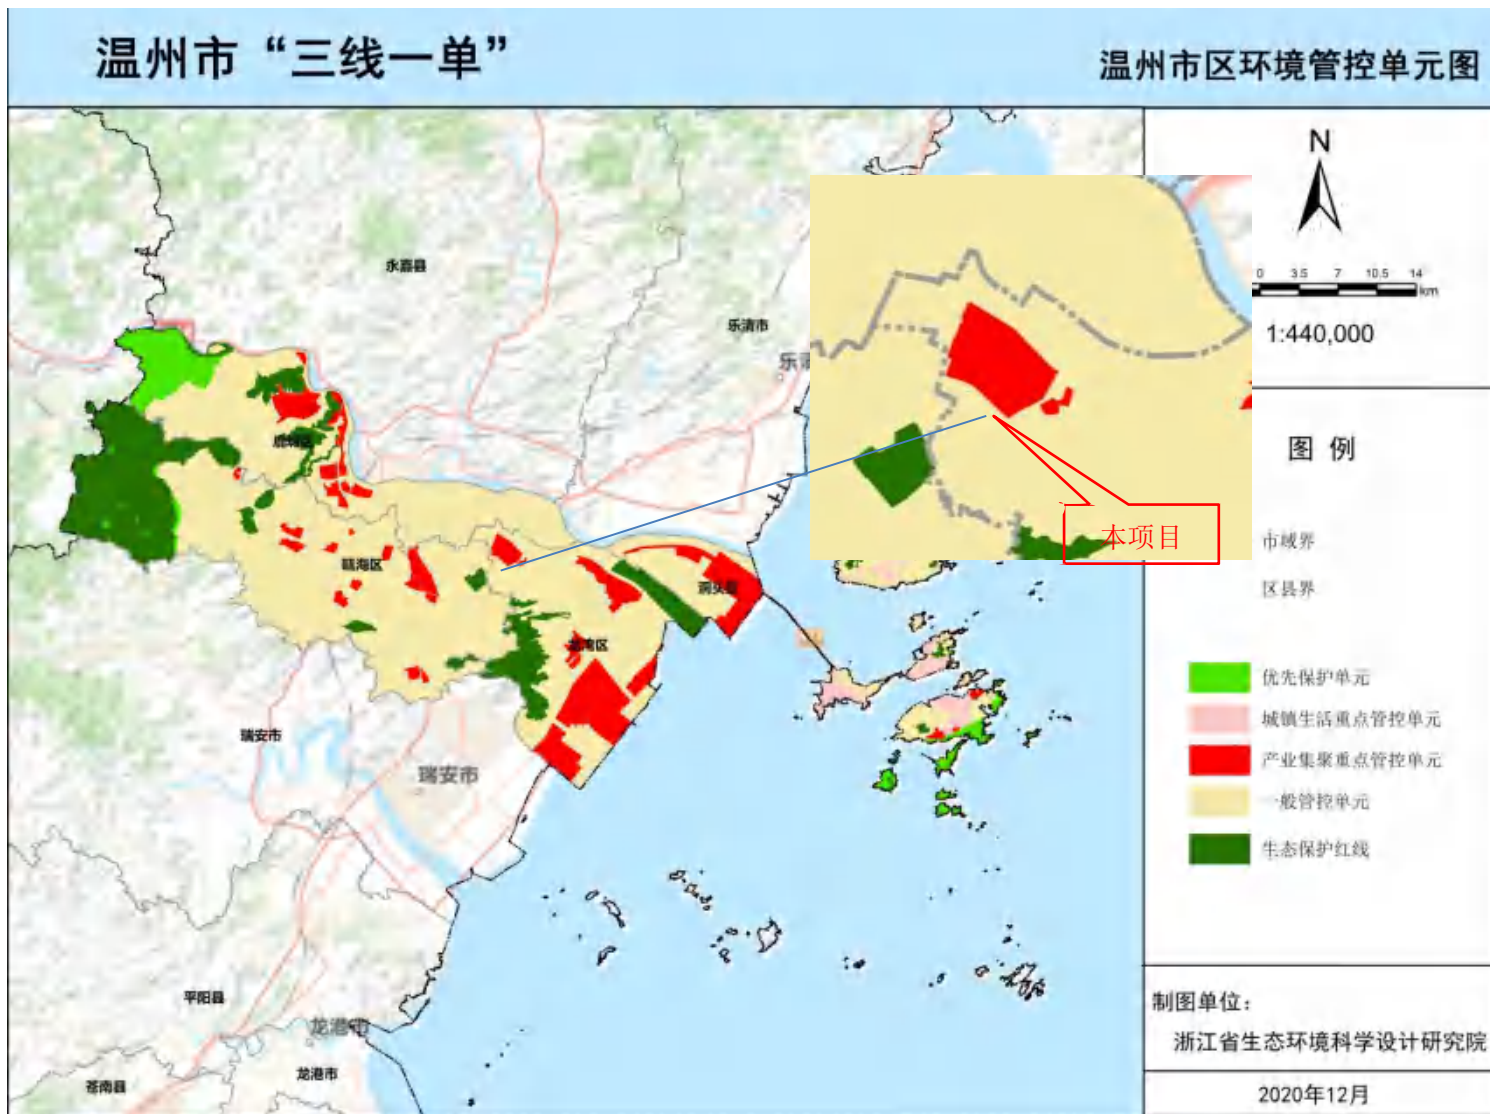 温州市“三线一单”
温州市区环境管控单元图
N
0 3.5 7 10.5 14
km
1:440,000
永嘉县
乐清市
鹿城区
瓯海区
洞头县
龙湾区
瑞安市
瑞安市
平阳县
龙港市
龙港市
苍南县
本项目
图 例
市域界
区县界
优先保护单元
城镇生活重点管控单元
产业集聚重点管控单元
一般管控单元
生态保护红线
制图单位：
浙江省生态环境科学设计研究院
2020年12月